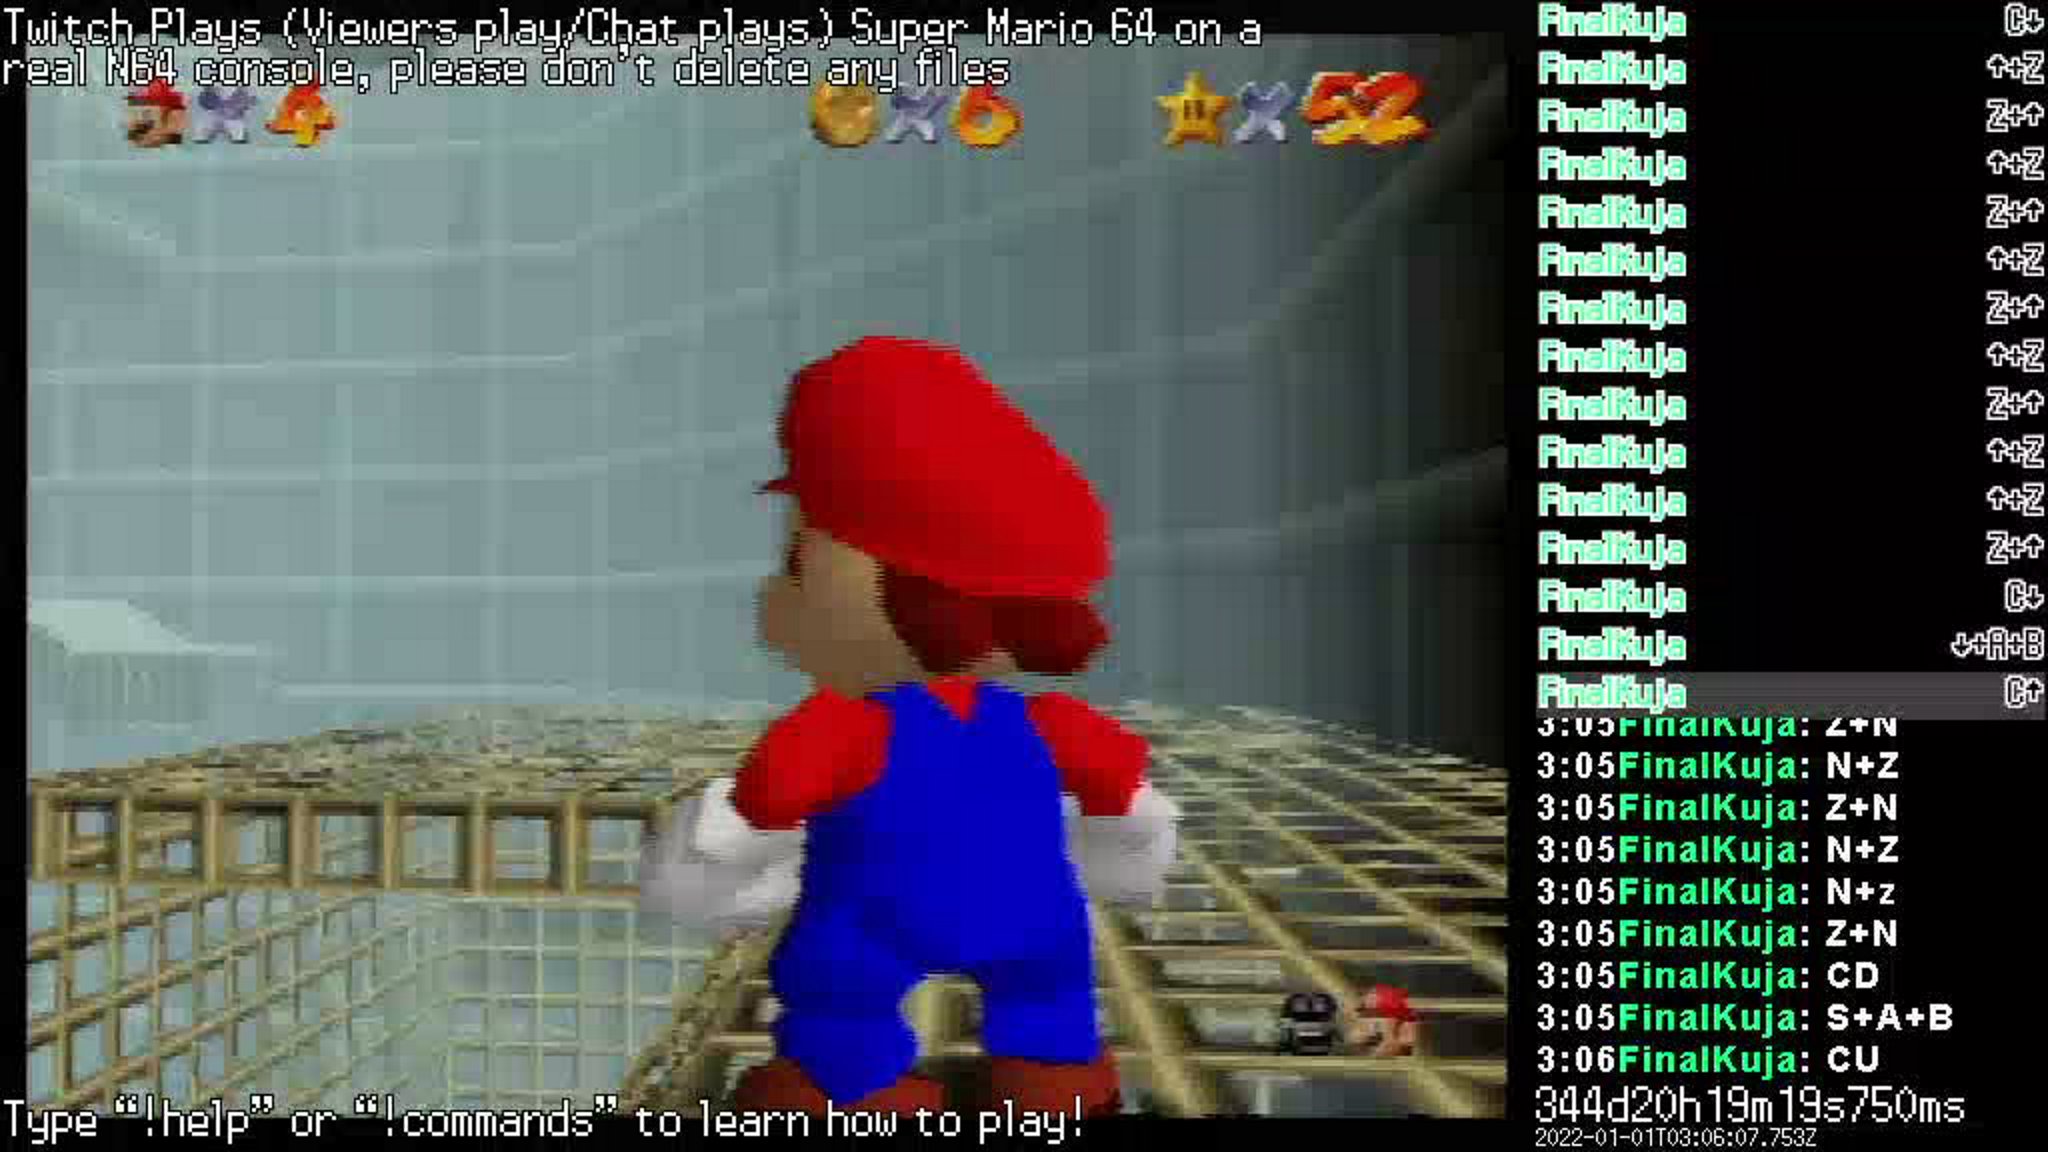 Twitch Plays (Viewers play/Chat plays) Super Mario 64 on a
real N64 console, please don't delete any files
× 4
× 6
× 52
FinalKuja C↓
FinalKuja ↑+Z
FinalKuja Z+↑
FinalKuja ↑+Z
FinalKuja Z+↑
FinalKuja ↑+Z
FinalKuja Z+↑
FinalKuja ↑+Z
FinalKuja Z+↑
FinalKuja ↑+Z
FinalKuja ↑+Z
FinalKuja Z+↑
FinalKuja C↓
FinalKuja ↓+A+B
FinalKuja C↑
3:05FinalKuja: Z+N
3:05FinalKuja: N+Z
3:05FinalKuja: Z+N
3:05FinalKuja: N+Z
3:05FinalKuja: N+z
3:05FinalKuja: Z+N
3:05FinalKuja: CD
3:05FinalKuja: S+A+B
3:06FinalKuja: CU
344d20h19m19s750ms
2022-01-01T03:06:07.753Z
Type “!help” or “!commands” to learn how to play!